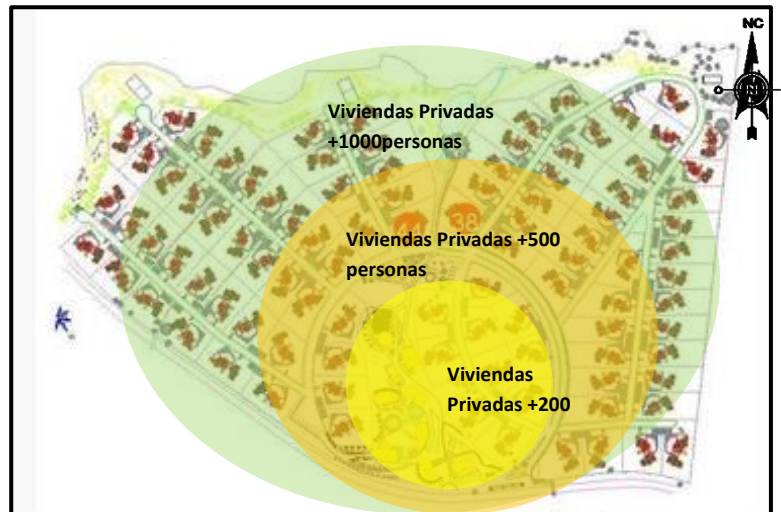 NC
N
Viviendas Privadas
+1000personas
38
Viviendas Privadas +500
personas
Viviendas
Privadas +200